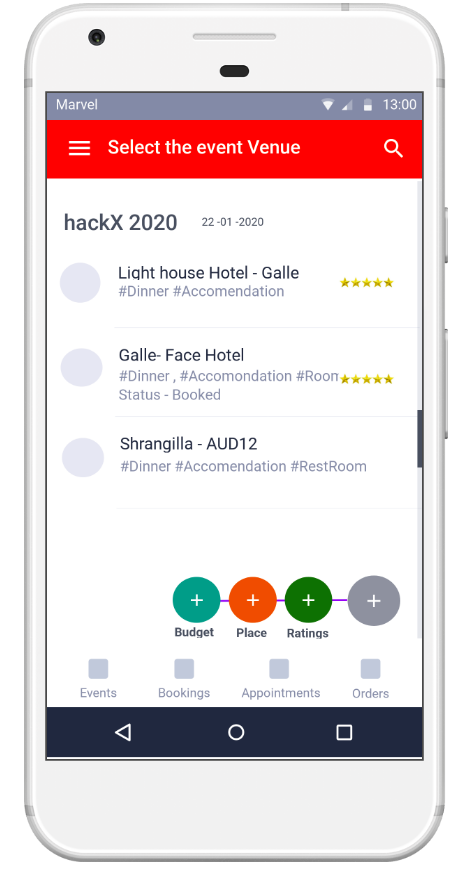 Marvel 13:00
Select the event Venue
hackX 2020 22 -01 -2020
Light house Hotel - Galle
#Dinner #Accomendation
Galle- Face Hotel
#Dinner , #Accomondation #Room
Status - Booked
Shrangilla - AUD12
#Dinner #Accomendation #RestRoom
Budget Place Ratings
Events Bookings Appointments Orders